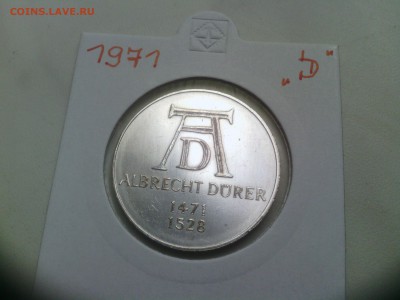 COINS.LAVE.RU
1971 „D“
AD
ALBRECHT DÜRER
1471
1528